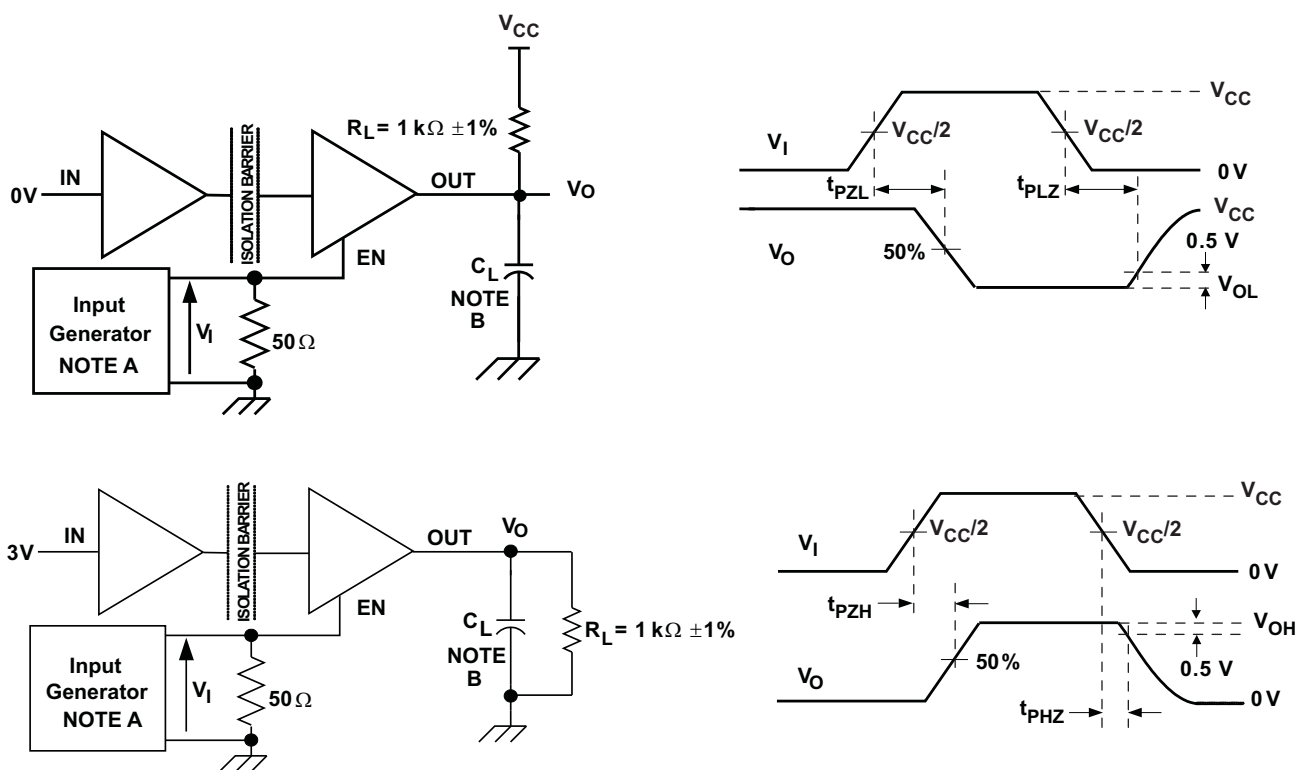 VCC
RL = 1 kΩ ±1%
0V
IN
ISOLATION BARRIER
OUT
VO
EN
CL
NOTE
B
Input
Generator
NOTE A
VI
50 Ω
VI
VCC/2
VCC/2
VCC
0 V
tPZL
tPLZ
VO
50%
VCC
0.5 V
VOL
3V
IN
ISOLATION BARRIER
OUT
VO
EN
CL
NOTE
B
RL = 1 kΩ ±1%
Input
Generator
NOTE A
VI
50 Ω
VI
VCC/2
VCC/2
VCC
0 V
tPZH
VO
50%
VOH
0.5 V
tPHZ
0 V